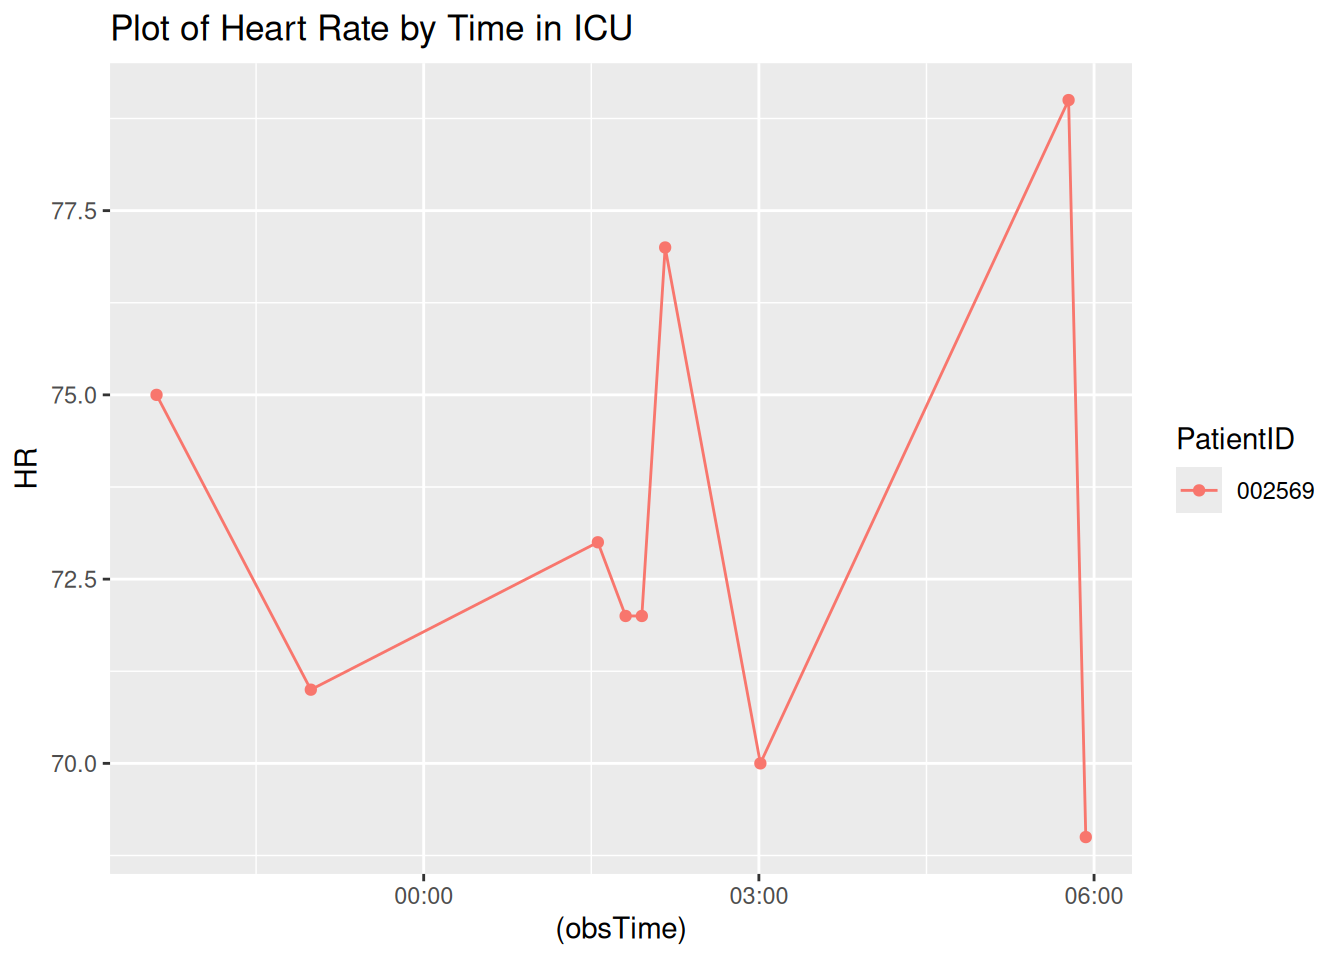 Plot of Heart Rate by Time in ICU
77.5
75.0
72.5
70.0
HR
00:00
03:00
06:00
(obsTime)
PatientID
002569